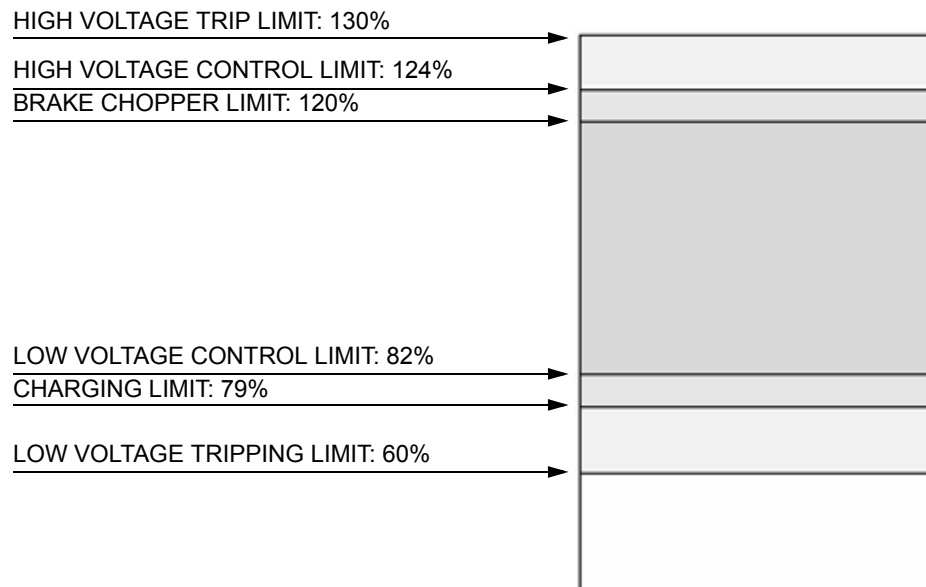 HIGH VOLTAGE TRIP LIMIT: 130%
HIGH VOLTAGE CONTROL LIMIT: 124%
BRAKE CHOPPER LIMIT: 120%
LOW VOLTAGE CONTROL LIMIT: 82%
CHARGING LIMIT: 79%
LOW VOLTAGE TRIPPING LIMIT: 60%